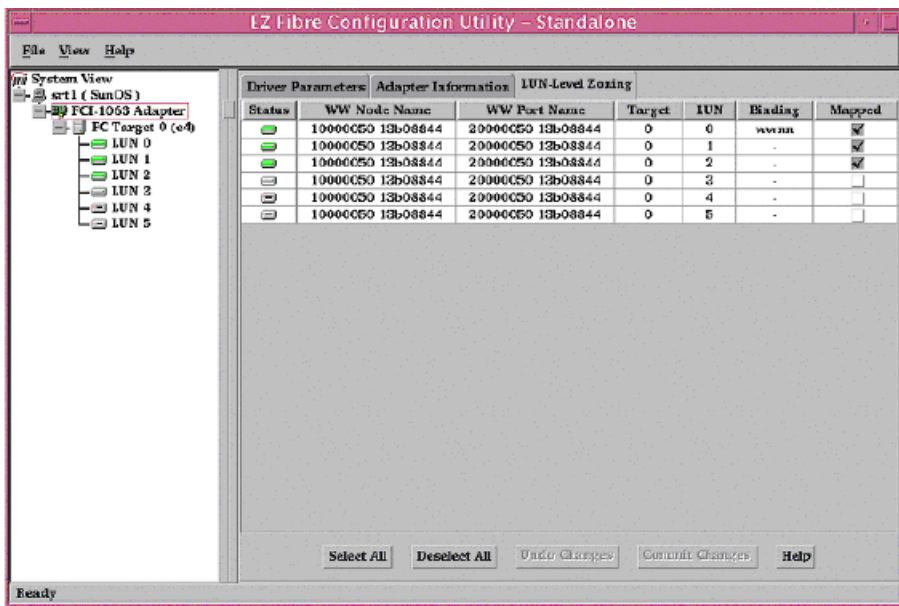 EZ Fibre Configuration Utility – Standalone
File View Help
jni System View
srt1 ( SunOS )
FCI-1063 Adapter
FC Target 0 (e4)
LUN 0
LUN 1
LUN 2
LUN 3
LUN 4
LUN 5
Driver Parameters Adapter Information LUN-Level Zoning
Status WW Node Name WW Port Name Target LUN Binding Mapped
10000050 13b08844 20000050 13b08844 0 0 wwnn
10000050 13b08844 20000050 13b08844 0 1 -
10000050 13b08844 20000050 13b08844 0 2 -
10000050 13b08844 20000050 13b08844 0 3 -
10000050 13b08844 20000050 13b08844 0 4 -
10000050 13b08844 20000050 13b08844 0 5 -
Select All Deselect All Undo Changes Commit Changes Help
Ready